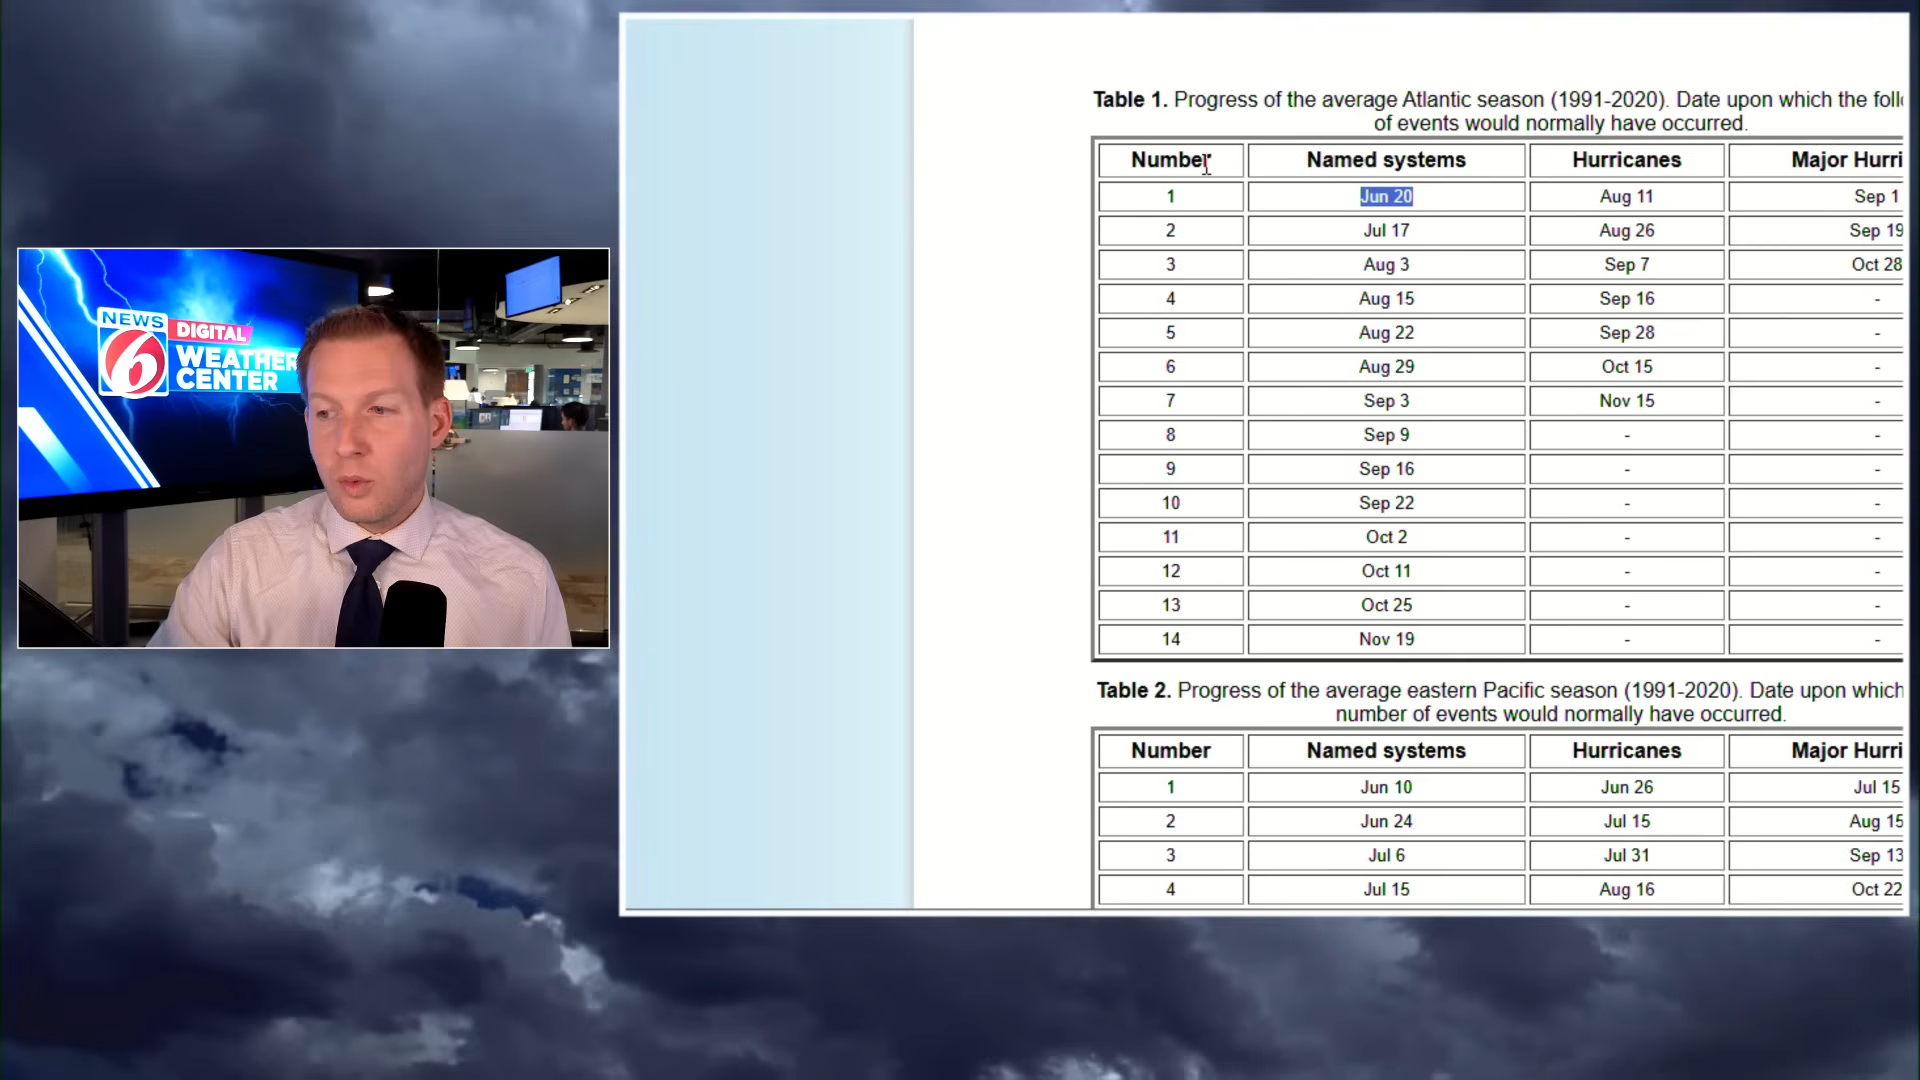 NEWS
6
DIGITAL
WEATHER
CENTER
Table 1. Progress of the average Atlantic season (1991-2020). Date upon which the foll
of events would normally have occurred.
Number Named systems Hurricanes Major Hurri
1 Jun 20 Aug 11 Sep 1
2 Jul 17 Aug 26 Sep 19
3 Aug 3 Sep 7 Oct 28
4 Aug 15 Sep 16 -
5 Aug 22 Sep 28 -
6 Aug 29 Oct 15 -
7 Sep 3 Nov 15 -
8 Sep 9 - -
9 Sep 16 - -
10 Sep 22 - -
11 Oct 2 - -
12 Oct 11 - -
13 Oct 25 - -
14 Nov 19 - -
Table 2. Progress of the average eastern Pacific season (1991-2020). Date upon which
number of events would normally have occurred.
Number Named systems Hurricanes Major Hurri
1 Jun 10 Jun 26 Jul 15
2 Jun 24 Jul 15 Aug 15
3 Jul 6 Jul 31 Sep 13
4 Jul 15 Aug 16 Oct 22